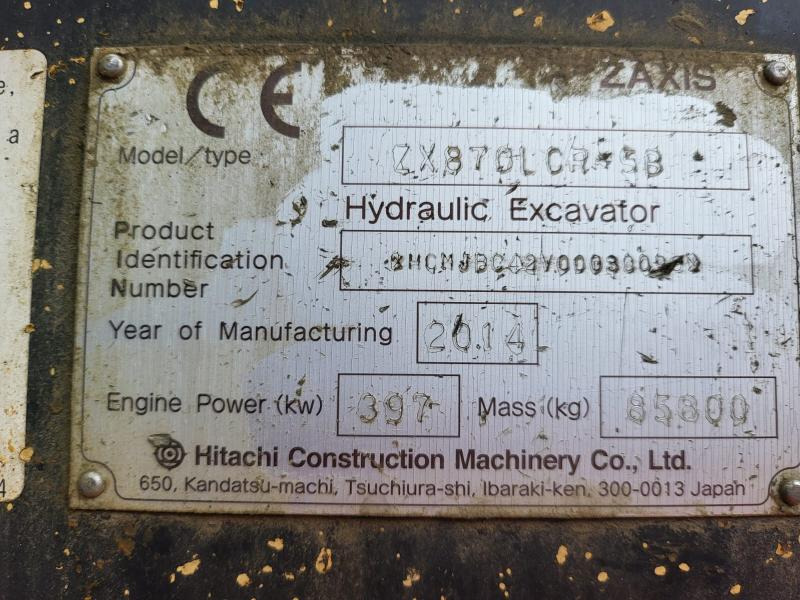 e,
a
4
CE
ZAXIS
Model/type
ZX870LCR-5B
Hydraulic Excavator
Product
Identification
Number
Year of Manufacturing
2014
Engine Power (kw)
397
Mass (kg)
85800
Hitachi Construction Machinery Co., Ltd.
650, Kandatsu-machi, Tsuchiura-shi, Ibaraki-ken, 300-0013 Japan